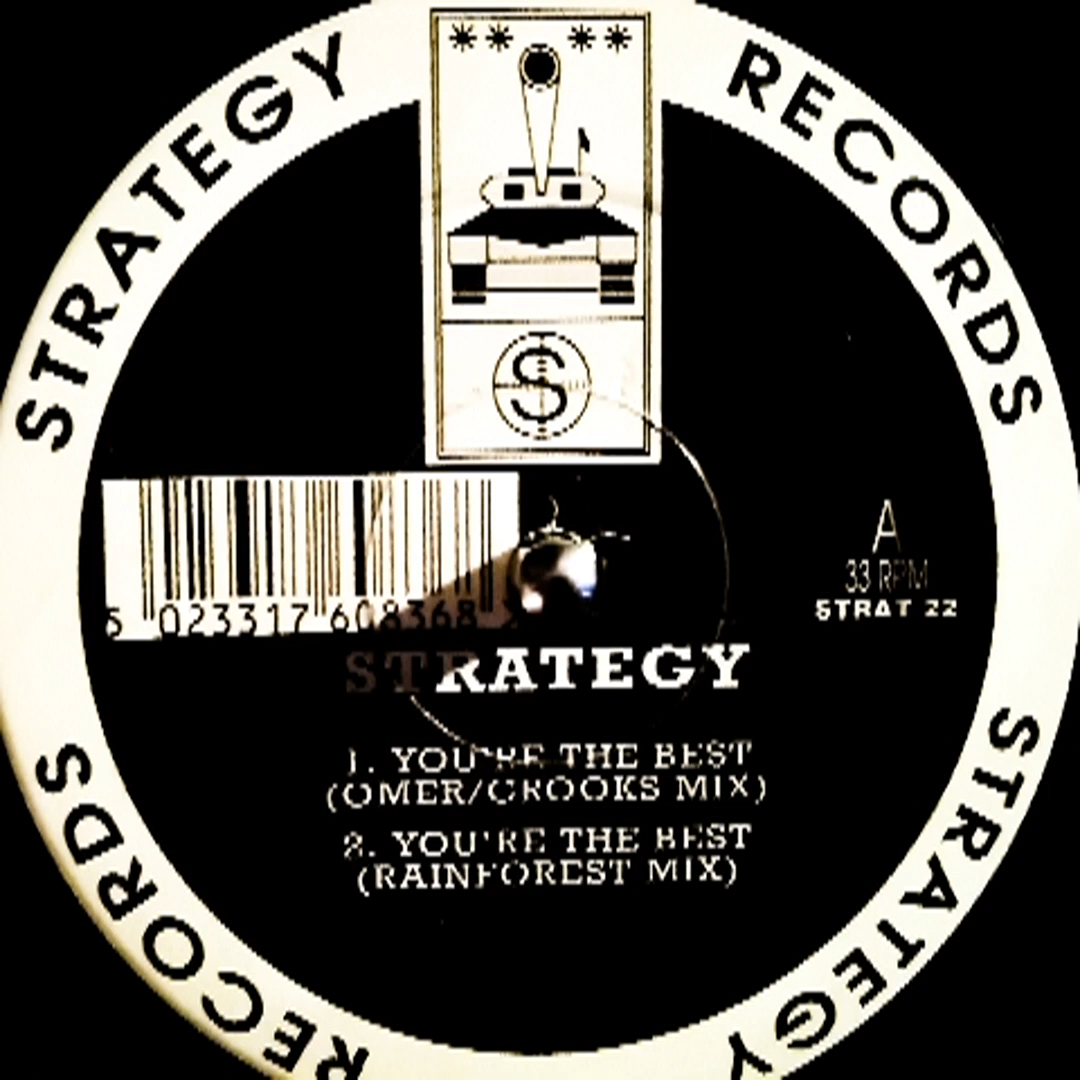 STRATEGY RECORDS
S
5 023317 608368
A
33 RPM
STRAT 22
STRATEGY
1. YOU'RE THE BEST
(OMER/CROOKS MIX)
2. YOU'RE THE BEST
(RAINFOREST MIX)
STRATEGY RECORDS